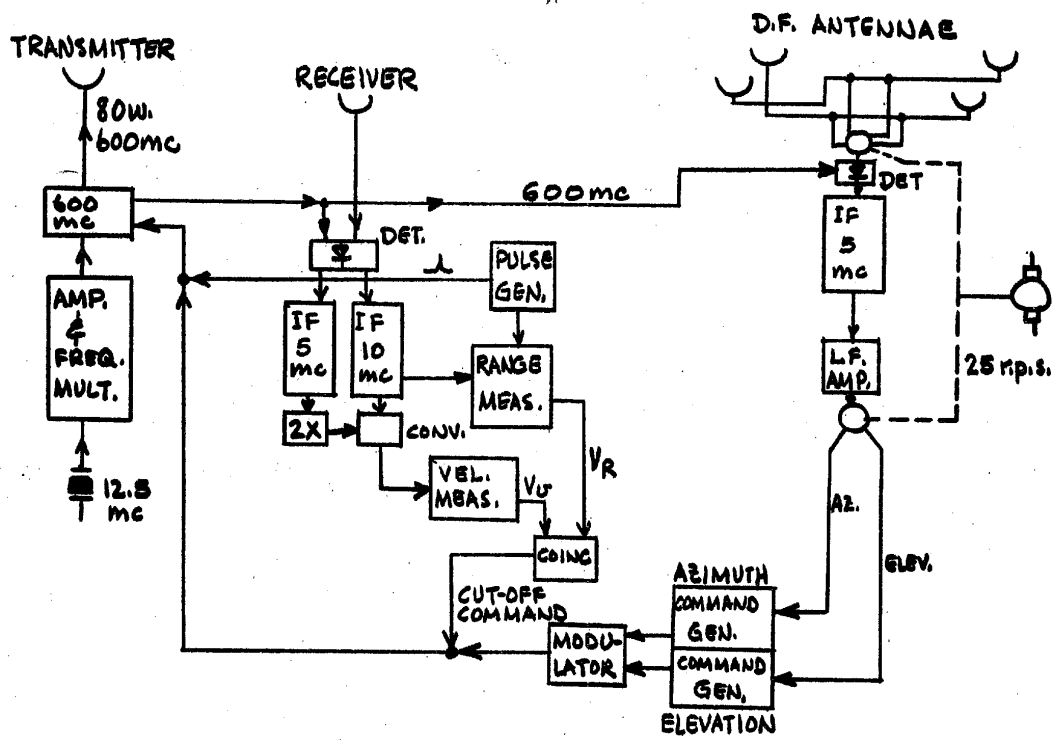 TRANSMITTER
80W.
600mc
RECEIVER
D.F. ANTENNAE
600
mc
600mc
DET.
DET
AMP.
&
FREQ.
MULT.
12.5
mc
IF
5
mc
IF
10
mc
2X
CONV.
PULSE
GEN.
RANGE
MEAS.
VEL.
MEAS.
Vv
VR
COINC
CUT-OFF
COMMAND
IF
5
mc
L.F.
AMP.
25 r.p.s.
AZ.
ELEV.
AZIMUTH
COMMAND
GEN.
COMMAND
GEN.
ELEVATION
MODU-
LATOR